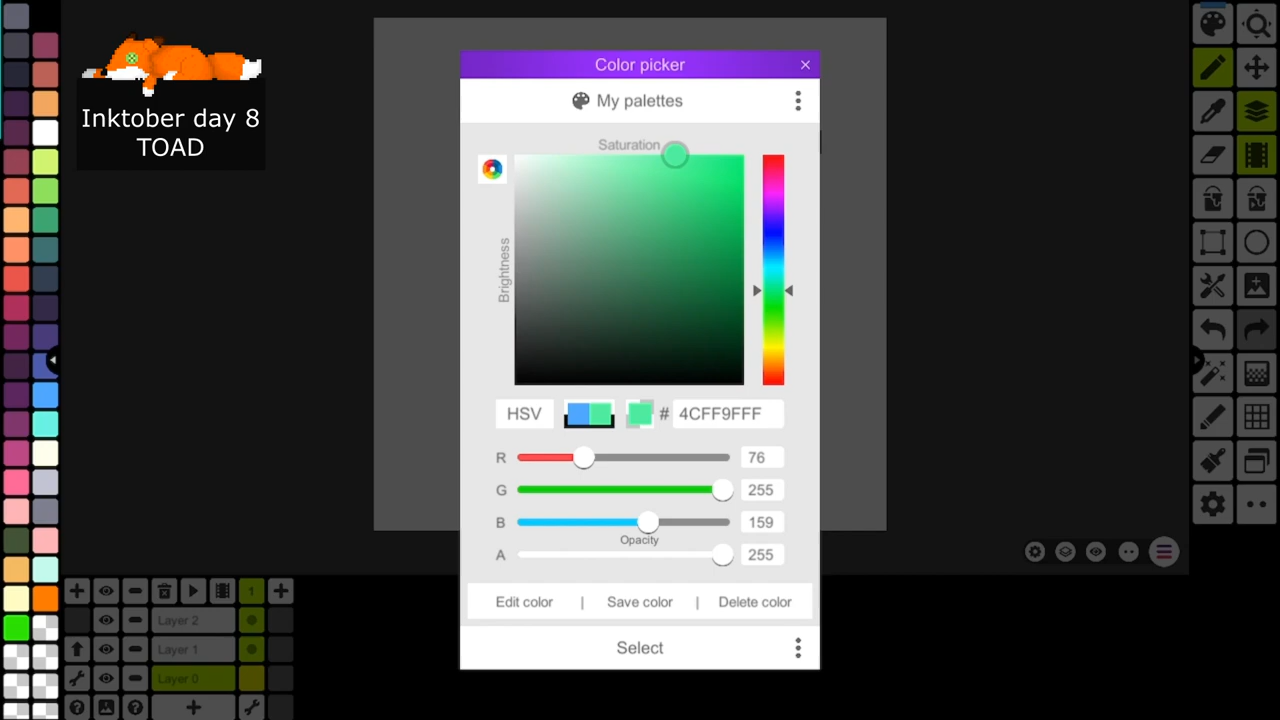 Inktober day 8
TOAD
Color picker
My palettes
Saturation
Brightness
HSV
# 4CFF9FFF
R 76
G 255
B 159
Opacity
A 255
Edit color | Save color | Delete color
Select
1
Layer 2
Layer 1
Layer 0